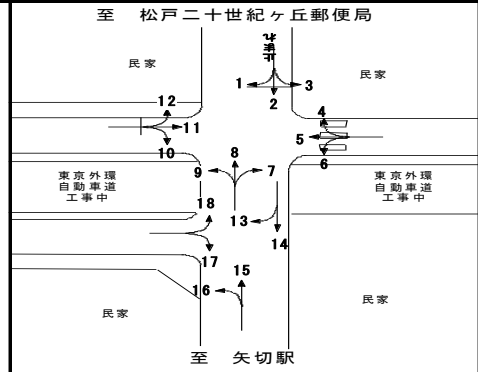 至 松戸二十世紀ヶ丘郵便局
止まれ
民家
民家
1
3
2
12
11
10
4
5
6
8
9
7
東京外環
自動車道
工事中
東京外環
自動車道
工事中
18
13
14
17
15
16
民家
民家
至 矢切駅